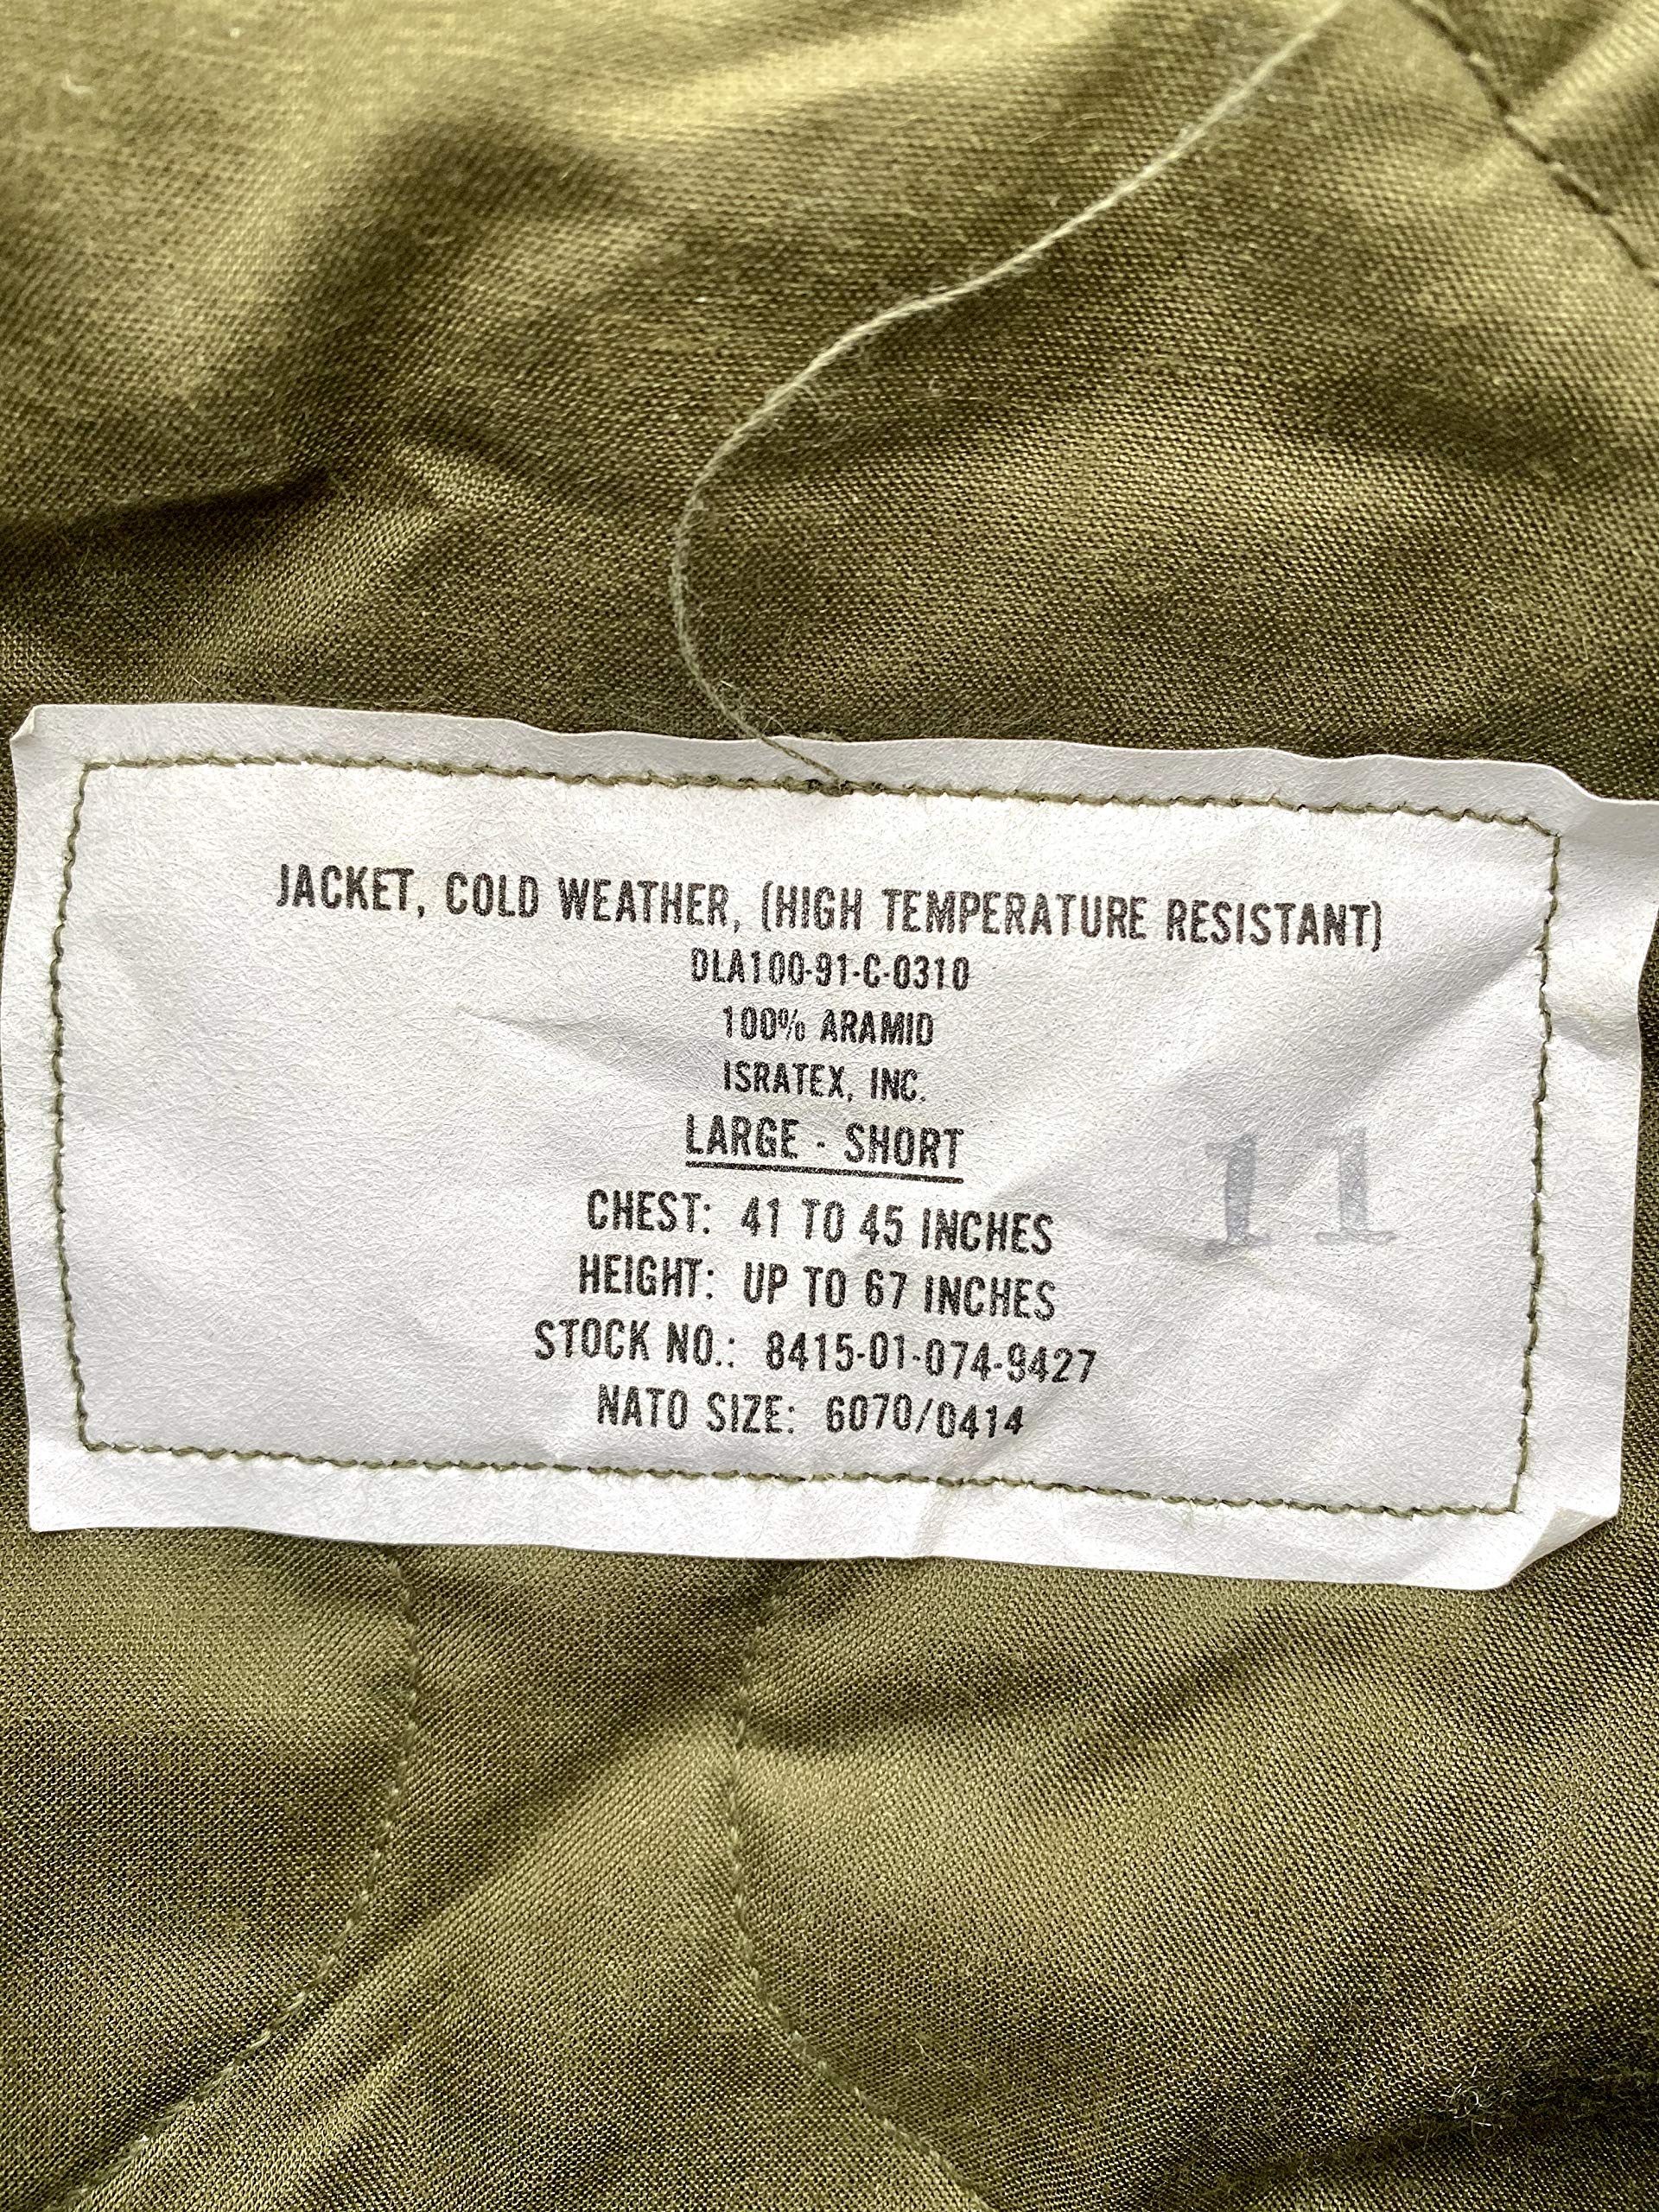 JACKET, COLD WEATHER, (HIGH TEMPERATURE RESISTANT)
DLA100-91-C-0310
100% ARAMID
ISRATEX, INC.
LARGE - SHORT
11
CHEST: 41 TO 45 INCHES
HEIGHT: UP TO 67 INCHES
STOCK NO.: 8415-01-074-9427
NATO SIZE: 6070/0414